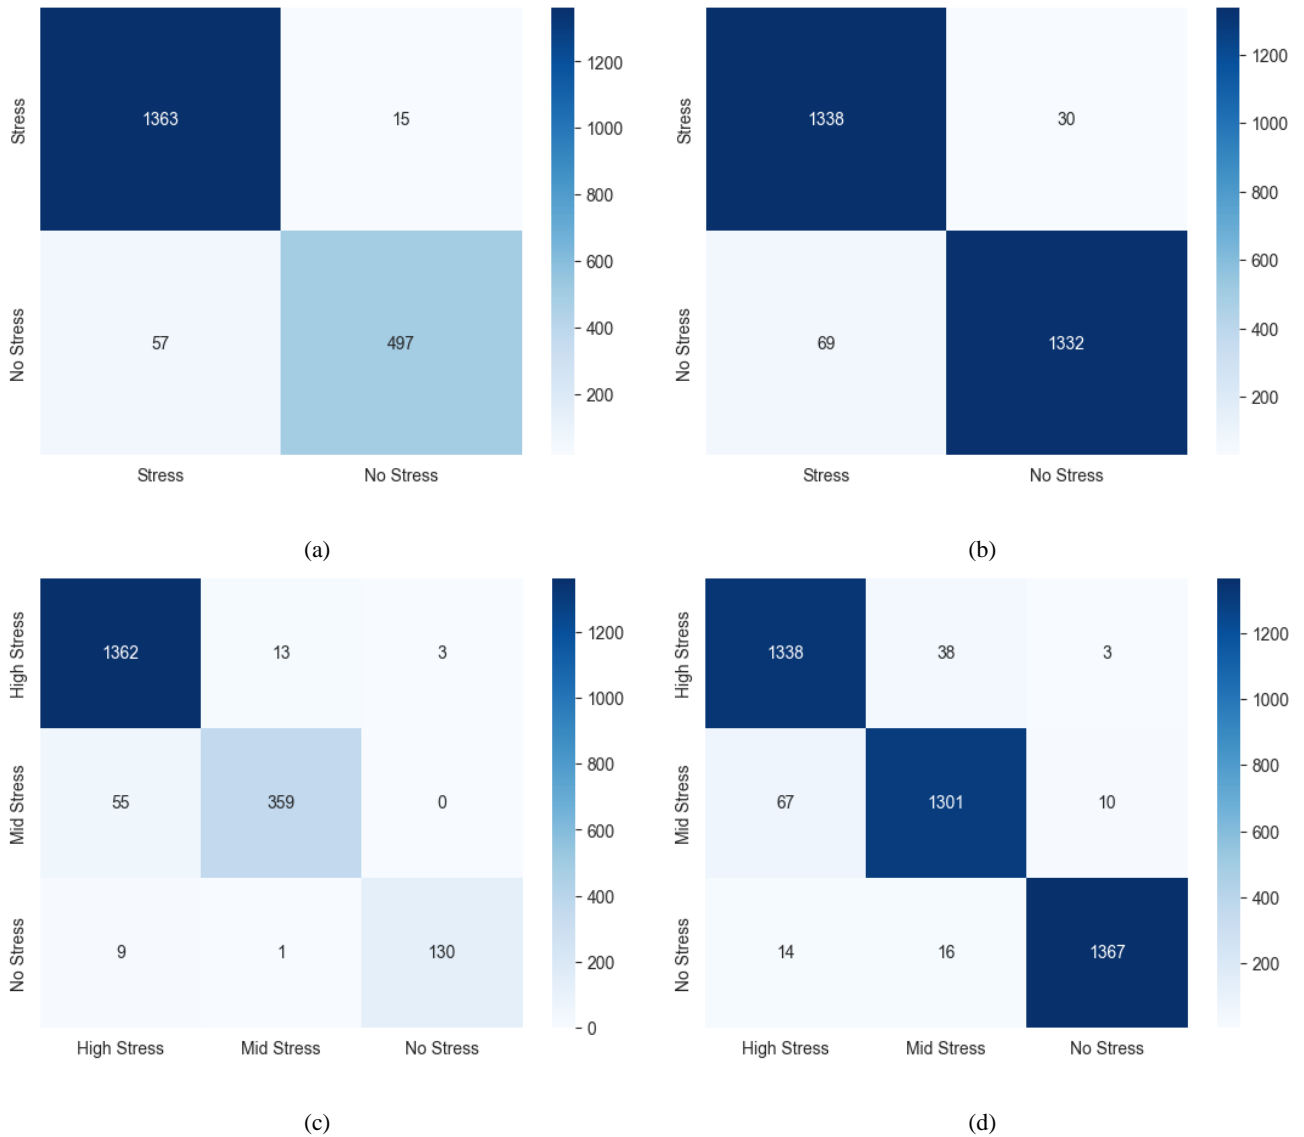 Stress
1363 15
No Stress
57 497
Stress No Stress
1200
1000
800
600
400
200
(a)
Stress
1338 30
No Stress
69 1332
Stress No Stress
1200
1000
800
600
400
200
(b)
High Stress
1362 13 3
Mid Stress
55 359 0
No Stress
9 1 130
High Stress Mid Stress No Stress
1200
1000
800
600
400
200
0
(c)
High Stress
1338 38 3
Mid Stress
67 1301 10
No Stress
14 16 1367
High Stress Mid Stress No Stress
1200
1000
800
600
400
200
(d)